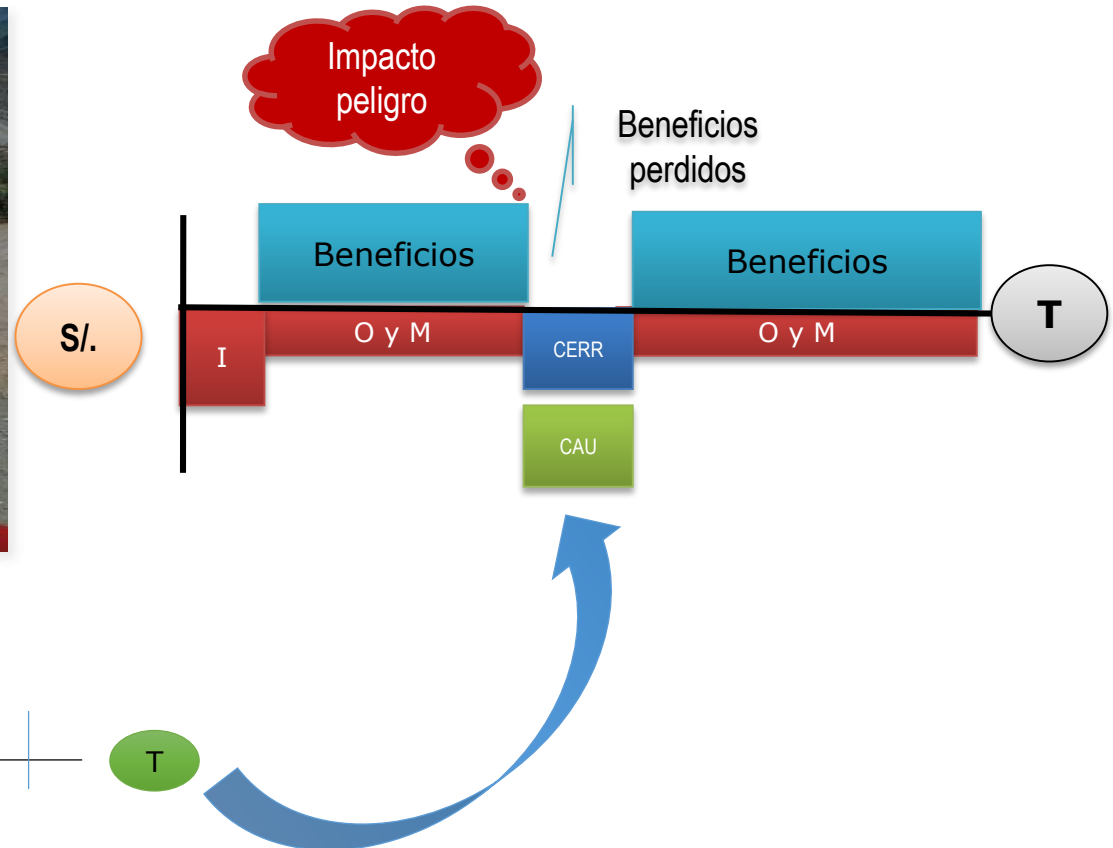 Impacto
peligro
Beneficios
perdidos
Beneficios
Beneficios
S/.
I
O y M
CERR
O y M
T
CAU
T